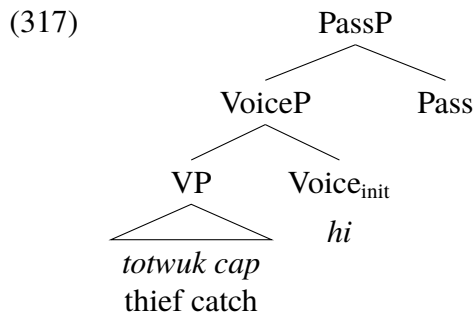 (317) PassP
VoiceP Pass
VP Voice_init
hi
totwuk cap
thief catch